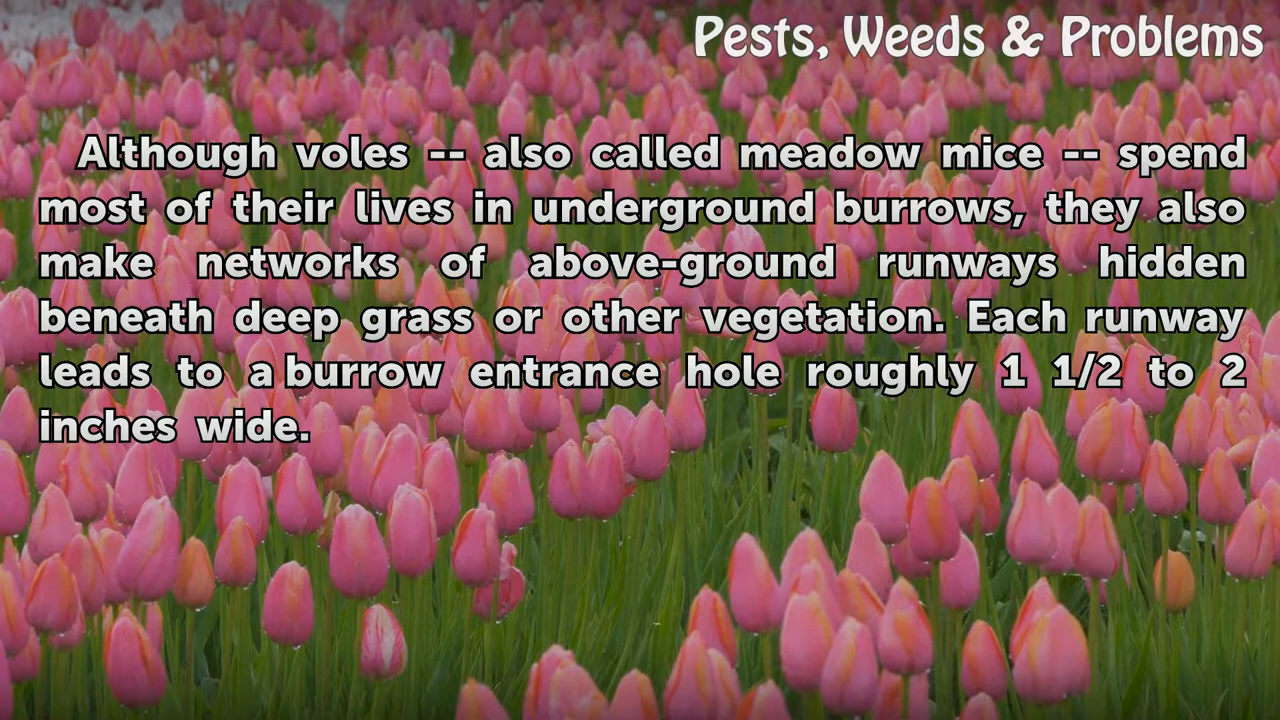 Pests, Weeds & Problems
Although voles -- also called meadow mice -- spend
most of their lives in underground burrows, they also
make networks of above-ground runways hidden
beneath deep grass or other vegetation. Each runway
leads to a burrow entrance hole roughly 1 1/2 to 2
inches wide.